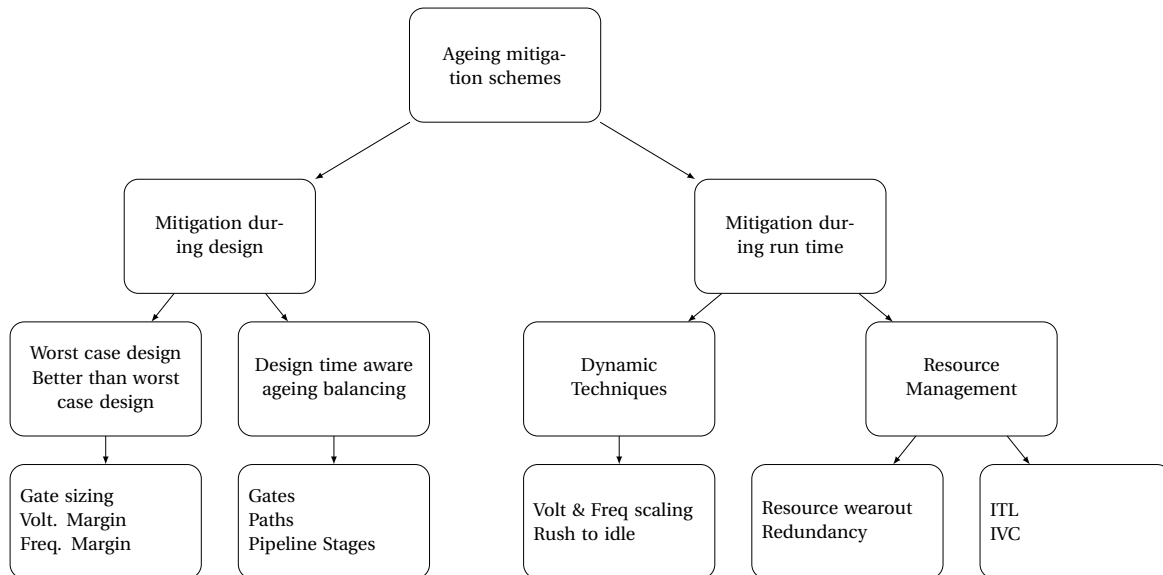 Ageing mitiga-
tion schemes
Mitigation dur-
ing design
Mitigation dur-
ing run time
Worst case design
Better than worst
case design
Design time aware
ageing balancing
Dynamic
Techniques
Resource
Management
Gate sizing
Volt. Margin
Freq. Margin
Gates
Paths
Pipeline Stages
Volt & Freq scaling
Rush to idle
Resource wearout
Redundancy
ITL
IVC